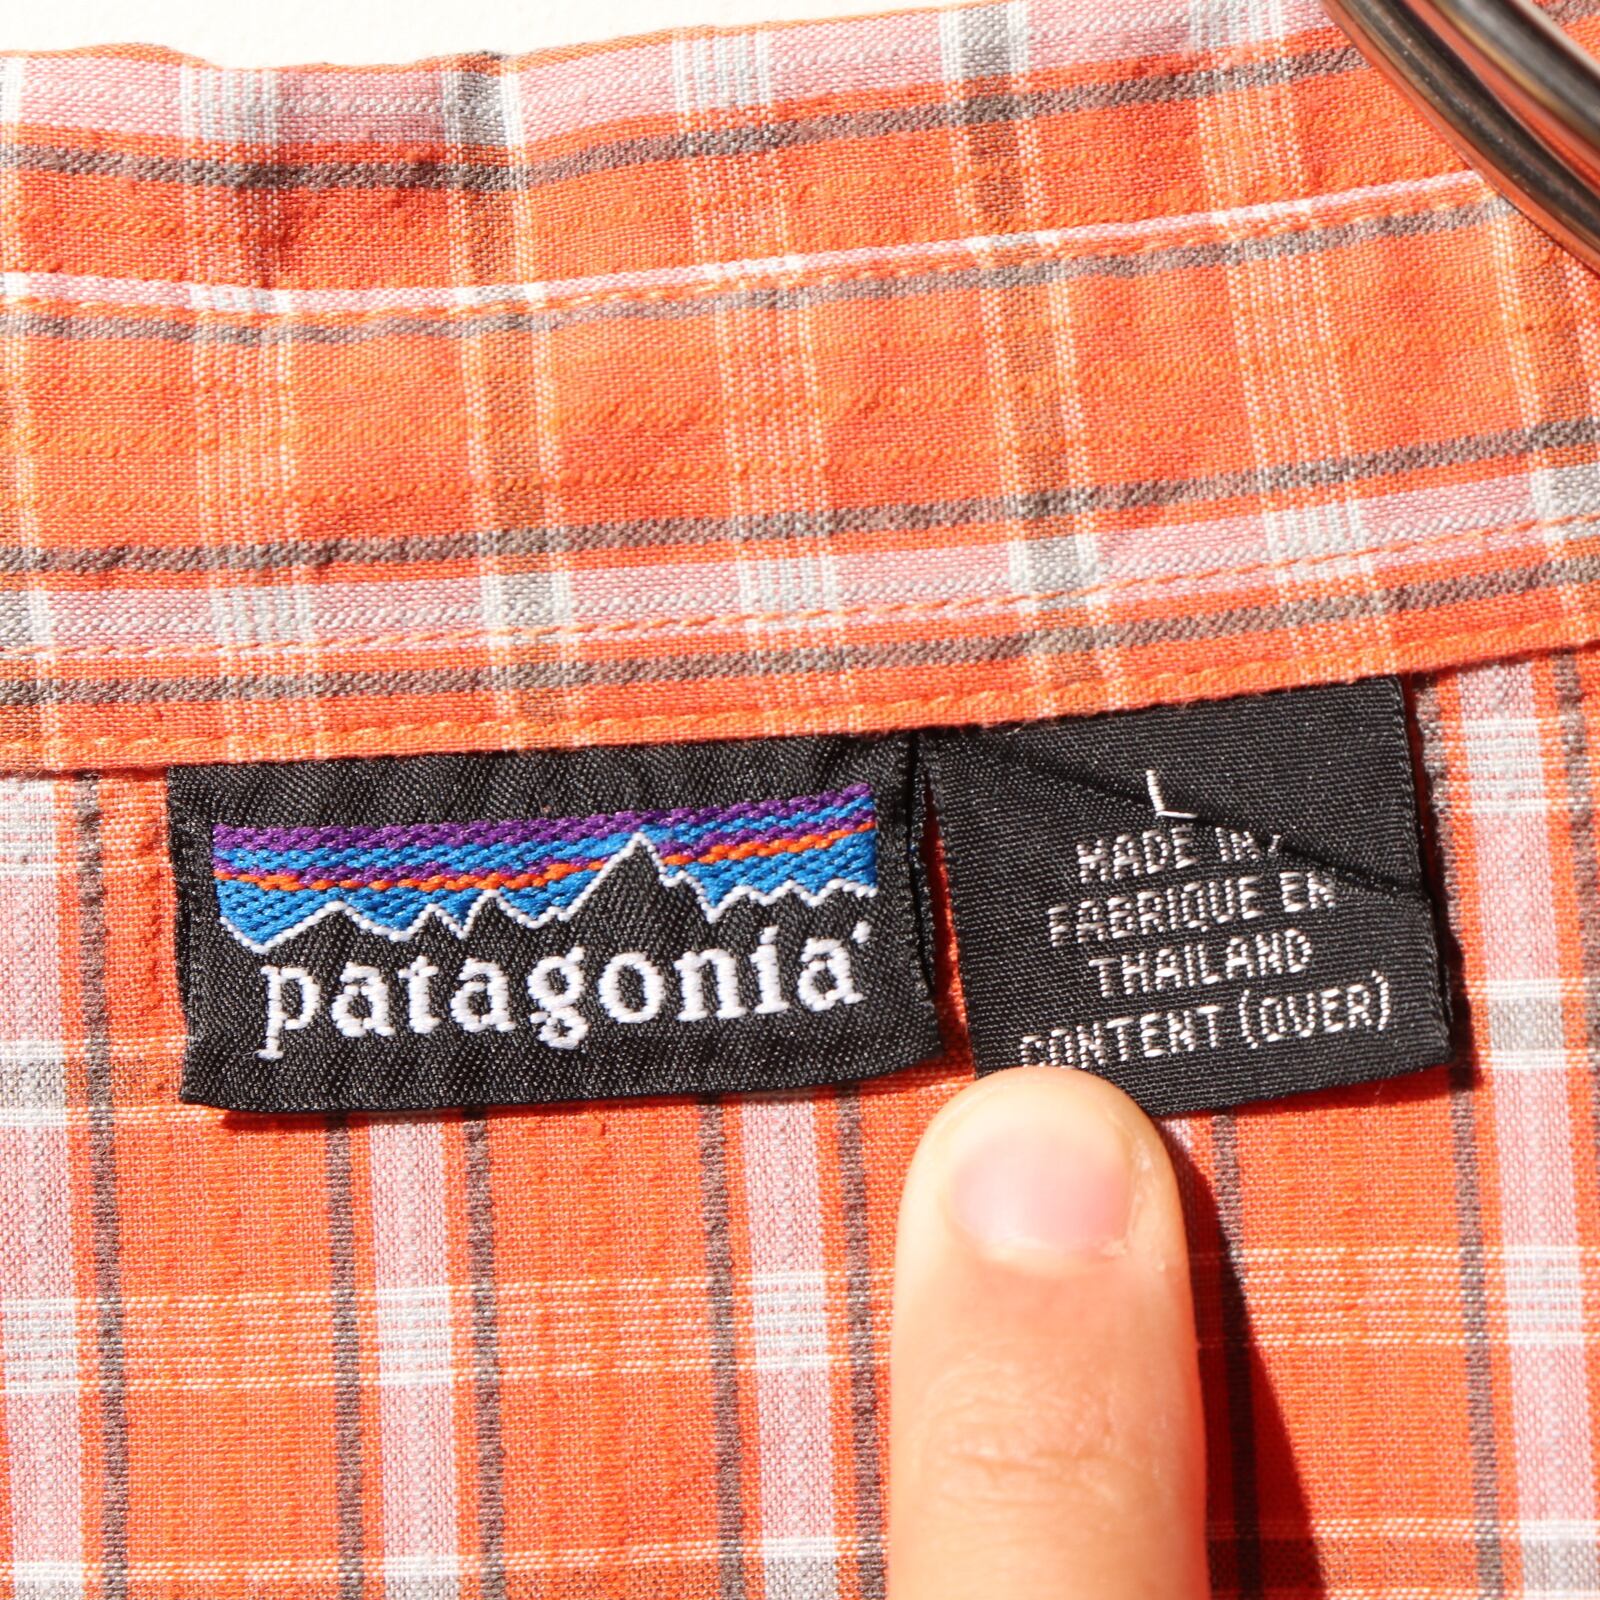 patagonia
L
MADE IN/
FABRIQUE EN
THAILAND
CONTENT (OVER)